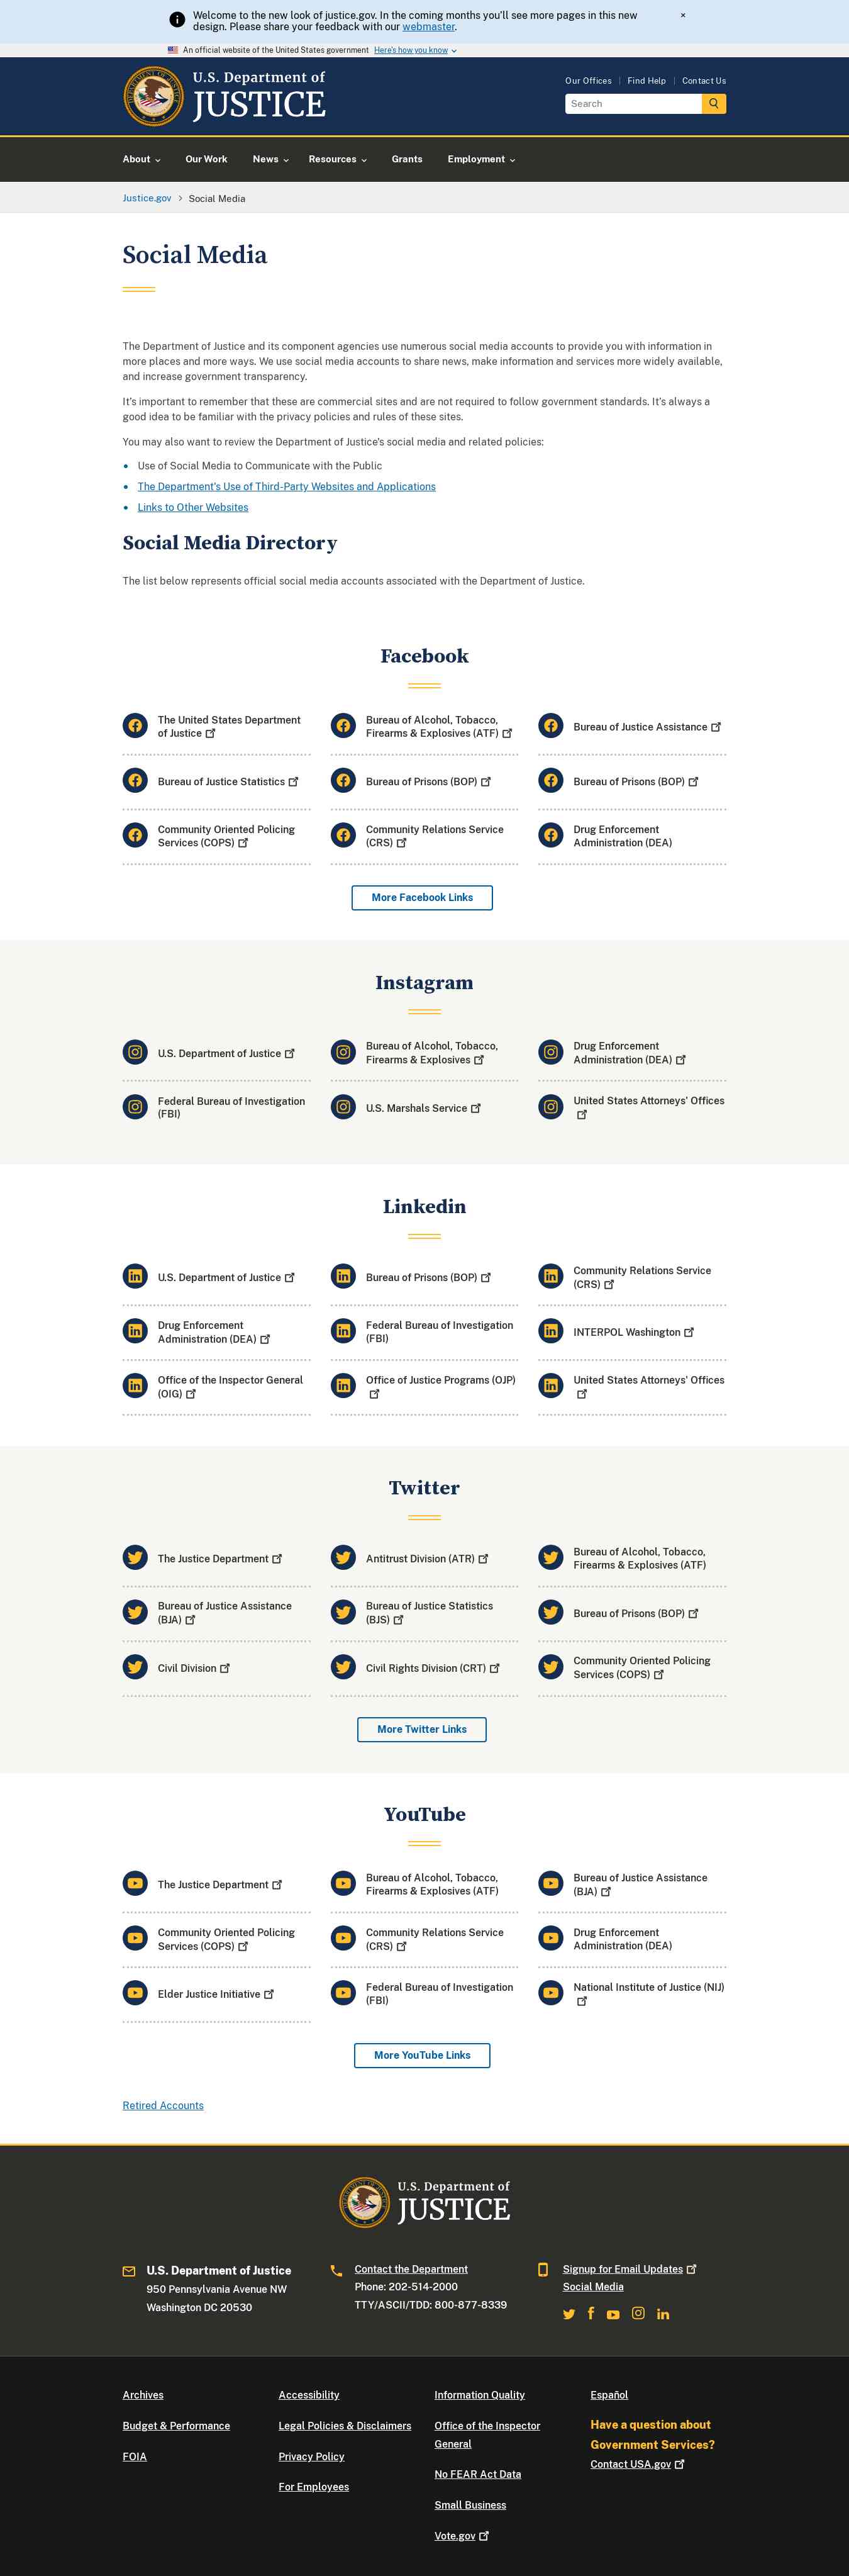 Welcome to the new look of justice.gov. In the coming months you'll see more pages in this new
design. Please share your feedback with our webmaster.
×
An official website of the United States government Here's how you know
U.S. Department of
JUSTICE
Our Offices | Find Help | Contact Us
Search
About
Our Work
News
Resources
Grants
Employment
Justice.gov
Social Media
Social Media
The Department of Justice and its component agencies use numerous social media accounts to provide you with information in
more places and more ways. We use social media accounts to share news, make information and services more widely available,
and increase government transparency.
It's important to remember that these are commercial sites and are not required to follow government standards. It's always a
good idea to be familiar with the privacy policies and rules of these sites.
You may also want to review the Department of Justice's social media and related policies:
Use of Social Media to Communicate with the Public
The Department's Use of Third-Party Websites and Applications
Links to Other Websites
Social Media Directory
The list below represents official social media accounts associated with the Department of Justice.
Facebook
The United States Department
of Justice
Bureau of Alcohol, Tobacco,
Firearms & Explosives (ATF)
Bureau of Justice Assistance
Bureau of Justice Statistics
Bureau of Prisons (BOP)
Bureau of Prisons (BOP)
Community Oriented Policing
Services (COPS)
Community Relations Service
(CRS)
Drug Enforcement
Administration (DEA)
More Facebook Links
Instagram
U.S. Department of Justice
Bureau of Alcohol, Tobacco,
Firearms & Explosives
Drug Enforcement
Administration (DEA)
Federal Bureau of Investigation
(FBI)
U.S. Marshals Service
United States Attorneys' Offices
Linkedin
U.S. Department of Justice
Bureau of Prisons (BOP)
Community Relations Service
(CRS)
Drug Enforcement
Administration (DEA)
Federal Bureau of Investigation
(FBI)
INTERPOL Washington
Office of the Inspector General
(OIG)
Office of Justice Programs (OJP)
United States Attorneys' Offices
Twitter
The Justice Department
Antitrust Division (ATR)
Bureau of Alcohol, Tobacco,
Firearms & Explosives (ATF)
Bureau of Justice Assistance
(BJA)
Bureau of Justice Statistics
(BJS)
Bureau of Prisons (BOP)
Civil Division
Civil Rights Division (CRT)
Community Oriented Policing
Services (COPS)
More Twitter Links
YouTube
The Justice Department
Bureau of Alcohol, Tobacco,
Firearms & Explosives (ATF)
Bureau of Justice Assistance
(BJA)
Community Oriented Policing
Services (COPS)
Community Relations Service
(CRS)
Drug Enforcement
Administration (DEA)
Elder Justice Initiative
Federal Bureau of Investigation
(FBI)
National Institute of Justice (NIJ)
More YouTube Links
Retired Accounts
U.S. Department of
JUSTICE
U.S. Department of Justice
950 Pennsylvania Avenue NW
Washington DC 20530
Contact the Department
Phone: 202-514-2000
TTY/ASCII/TDD: 800-877-8339
Signup for Email Updates
Social Media
Archives
Budget & Performance
FOIA
Accessibility
Legal Policies & Disclaimers
Privacy Policy
For Employees
Information Quality
Office of the Inspector
General
No FEAR Act Data
Small Business
Vote.gov
Español
Have a question about
Government Services?
Contact USA.gov